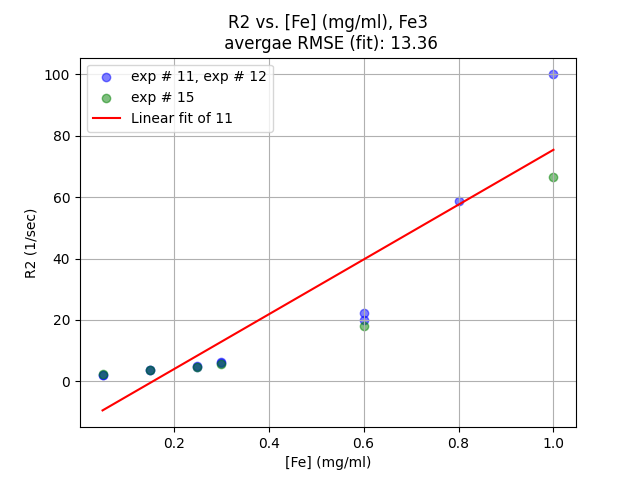 R2 vs. [Fe] (mg/ml), Fe3
avergae RMSE (fit): 13.36
exp # 11, exp # 12
exp # 15
Linear fit of 11
100
80
60
40
20
0
R2 (1/sec)
0.2 0.4 0.6 0.8 1.0
[Fe] (mg/ml)